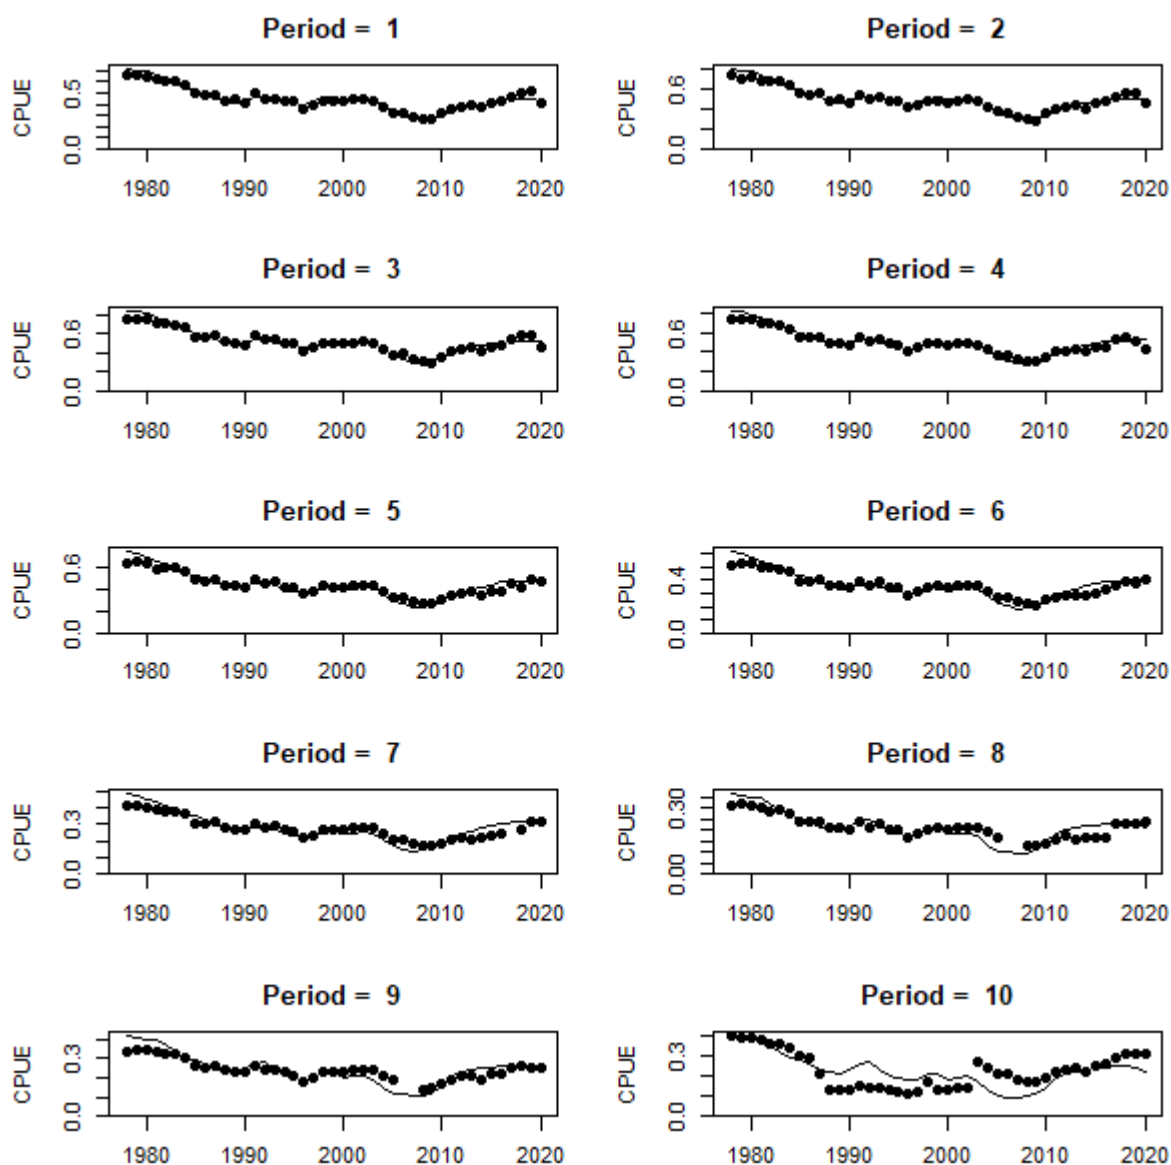 Period = 1
CPUE
0.5
0.0
1980 1990 2000 2010 2020
Period = 2
CPUE
0.6
0.0
1980 1990 2000 2010 2020
Period = 3
CPUE
0.6
0.0
1980 1990 2000 2010 2020
Period = 4
CPUE
0.6
0.0
1980 1990 2000 2010 2020
Period = 5
CPUE
0.6
0.0
1980 1990 2000 2010 2020
Period = 6
CPUE
0.4
0.0
1980 1990 2000 2010 2020
Period = 7
CPUE
0.3
0.0
1980 1990 2000 2010 2020
Period = 8
CPUE
0.30
0.00
1980 1990 2000 2010 2020
Period = 9
CPUE
0.3
0.0
1980 1990 2000 2010 2020
Period = 10
CPUE
0.3
0.0
1980 1990 2000 2010 2020